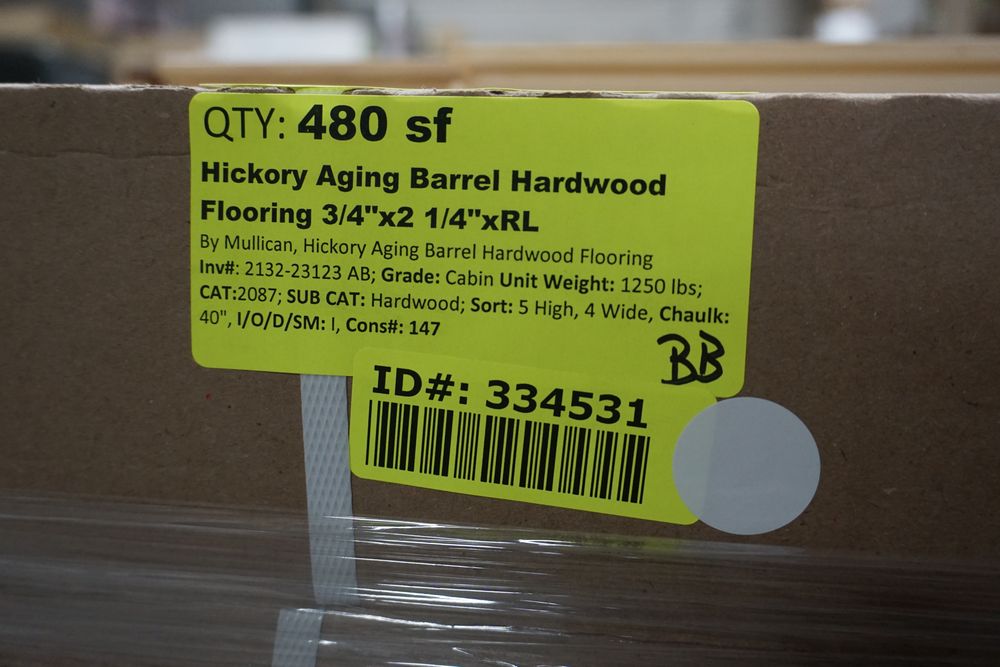 QTY: 480 sf
Hickory Aging Barrel Hardwood
Flooring 3/4"x2 1/4"xRL
By Mullican, Hickory Aging Barrel Hardwood Flooring
Inv#: 2132-23123 AB; Grade: Cabin Unit Weight: 1250 lbs;
CAT:2087; SUB CAT: Hardwood; Sort: 5 High, 4 Wide, Chaulk:
40", I/O/D/SM: I, Cons#: 147
BB
ID#: 334531